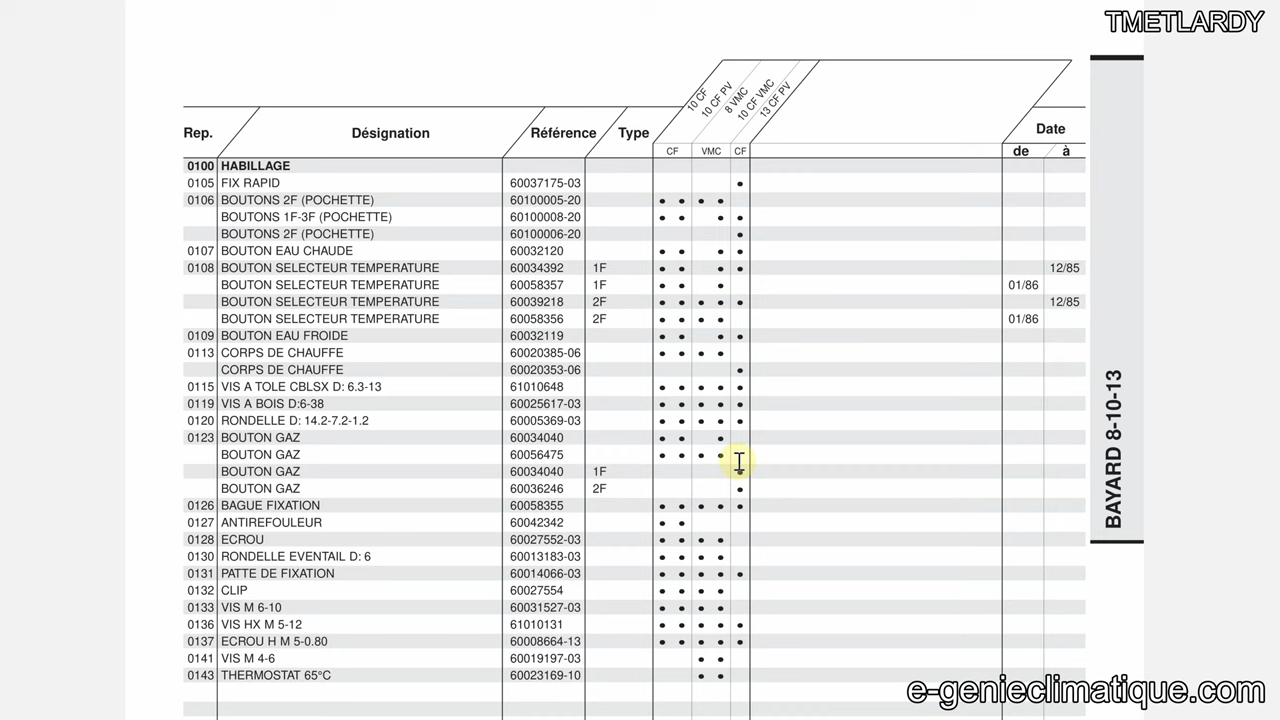 TMETLARDY
10 CF
10 CF PV
8 VMC
10 CF VMC
13 CF PV
Rep. Désignation Référence Type Date
CF VMC CF de à
0100 HABILLAGE
0105 FIX RAPID 60037175-03 •
0106 BOUTONS 2F (POCHETTE) 60100005-20 • • • •
BOUTONS 1F-3F (POCHETTE) 60100008-20 • • • •
BOUTONS 2F (POCHETTE) 60100006-20 •
0107 BOUTON EAU CHAUDE 60032120 • • • •
0108 BOUTON SELECTEUR TEMPERATURE 60034392 1F • • • • 12/85
BOUTON SELECTEUR TEMPERATURE 60058357 1F • • • 01/86
BOUTON SELECTEUR TEMPERATURE 60039218 2F • • • • • 12/85
BOUTON SELECTEUR TEMPERATURE 60058356 2F • • • • 01/86
0109 BOUTON EAU FROIDE 60032119 • • • •
0113 CORPS DE CHAUFFE 60020385-06 • • • •
CORPS DE CHAUFFE 60020353-06 •
0115 VIS A TOLE CBLSX D: 6.3-13 61010648 • • • • •
0119 VIS A BOIS D:6-38 60025617-03 • • • • •
0120 RONDELLE D: 14.2-7.2-1.2 60005369-03 • • • • •
0123 BOUTON GAZ 60034040 • • •
BOUTON GAZ 60056475 • • • •
BOUTON GAZ 60034040 1F •
BOUTON GAZ 60036246 2F •
0126 BAGUE FIXATION 60058355 • • • • •
0127 ANTIREFOULEUR 60042342 • •
0128 ECROU 60027552-03 • • • •
0130 RONDELLE EVENTAIL D: 6 60013183-03 • • • •
0131 PATTE DE FIXATION 60014066-03 • • • • •
0132 CLIP 60027554 • • • •
0133 VIS M 6-10 60031527-03 • • • •
0136 VIS HX M 5-12 61010131 • • • • •
0137 ECROU H M 5-0.80 60008664-13 • • • • •
0141 VIS M 4-6 60019197-03 • •
0143 THERMOSTAT 65°C 60023169-10 • •
BAYARD 8-10-13
e-genieclimatique.com